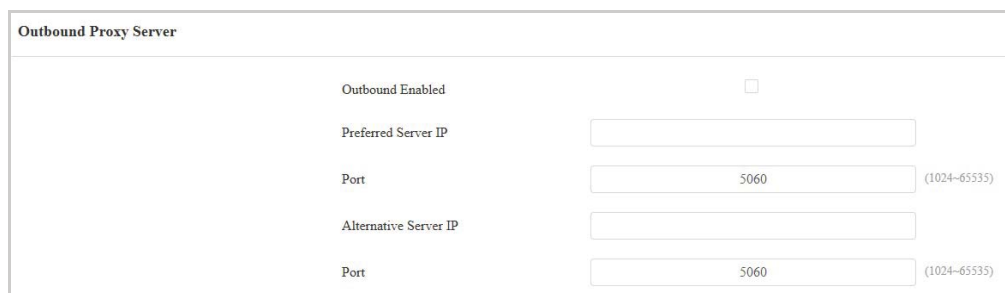 Outbound Proxy Server
Outbound Enabled
Preferred Server IP
Port 5060 (1024~65535)
Alternative Server IP
Port 5060 (1024~65535)